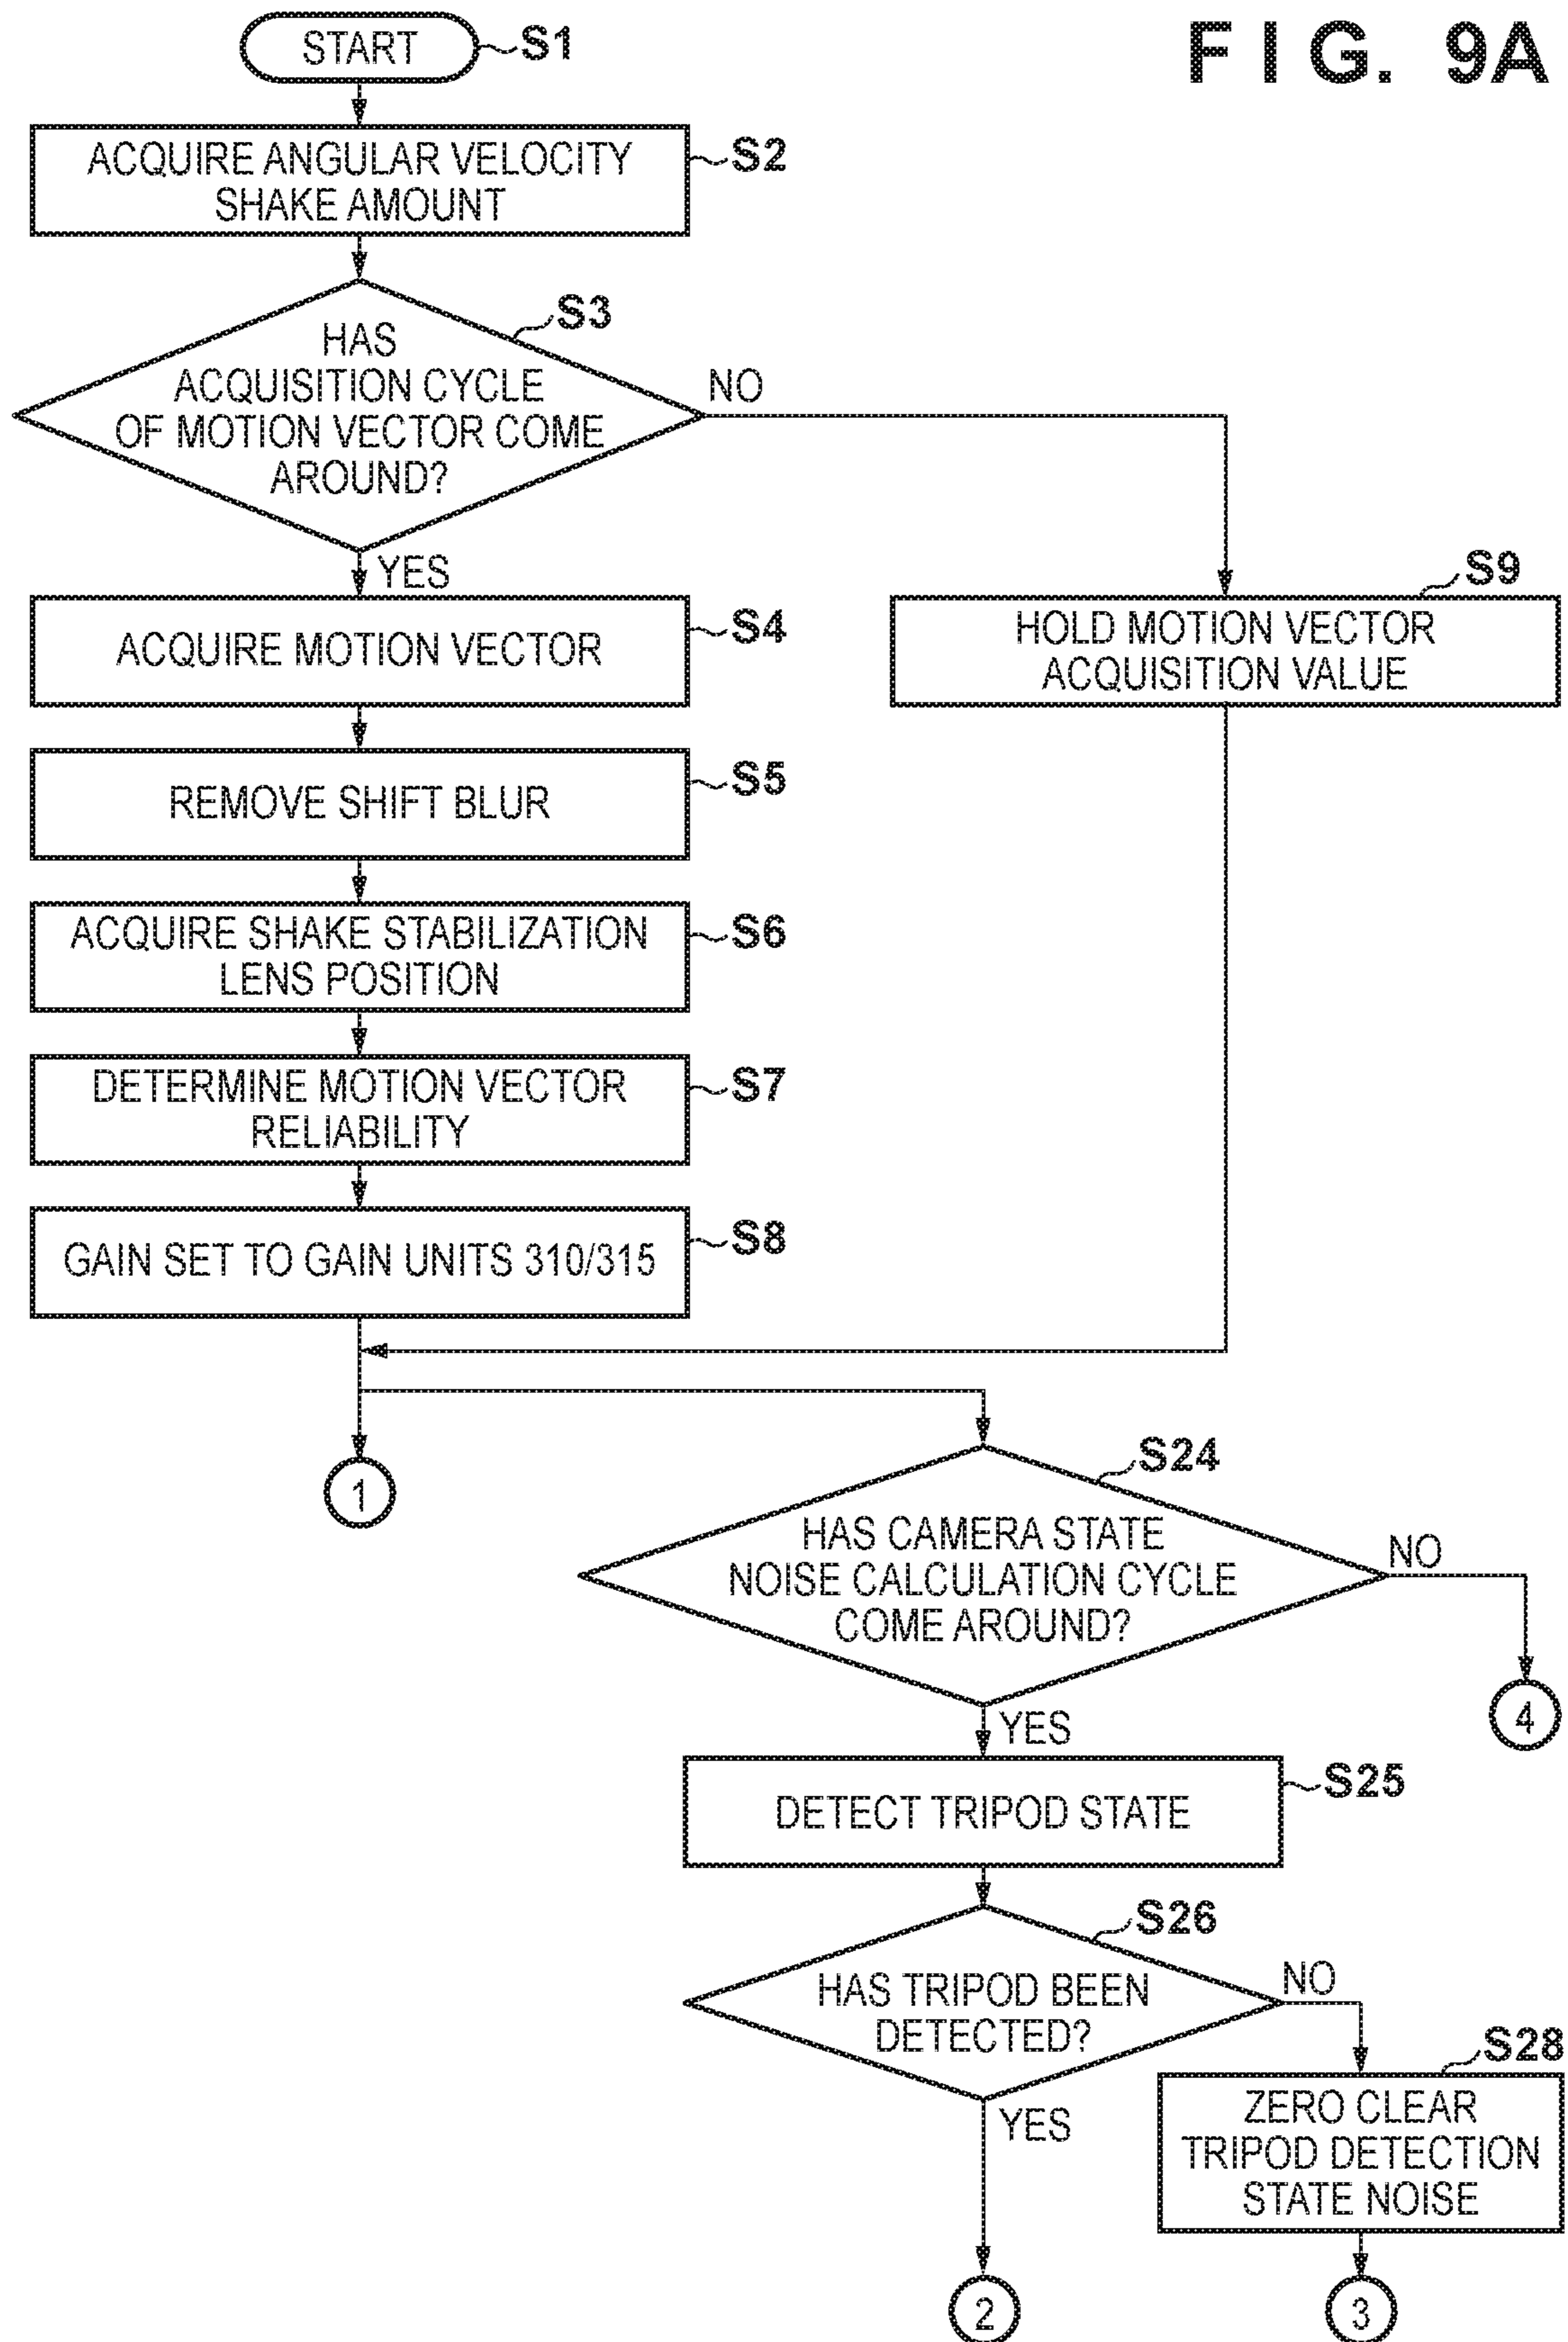 FIG. 9A
START
S1
ACQUIRE ANGULAR VELOCITY
SHAKE AMOUNT
S2
S3
HAS
ACQUISITION CYCLE
OF MOTION VECTOR COME
AROUND?
NO
YES
S4
ACQUIRE MOTION VECTOR
S9
HOLD MOTION VECTOR
ACQUISITION VALUE
S5
REMOVE SHIFT BLUR
S6
ACQUIRE SHAKE STABILIZATION
LENS POSITION
S7
DETERMINE MOTION VECTOR
RELIABILITY
S8
GAIN SET TO GAIN UNITS 310/315
1
S24
HAS CAMERA STATE
NOISE CALCULATION CYCLE
COME AROUND?
NO
4
YES
S25
DETECT TRIPOD STATE
S26
HAS TRIPOD BEEN
DETECTED?
NO
YES
S28
ZERO CLEAR
TRIPOD DETECTION
STATE NOISE
2
3